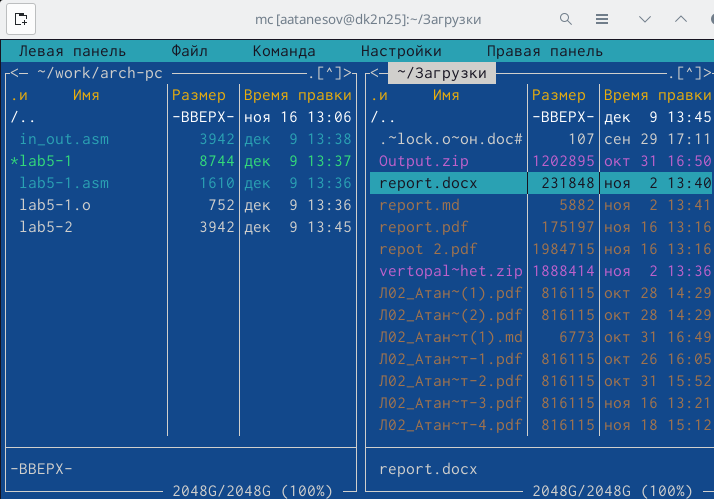 mc [aatanesov@dk2n25]:~/Загрузки
Левая панель Файл Команда Настройки Правая панель
<— ~/work/arch-pc .[^]>
.и Имя Размер Время правки
/.. -ВВЕРХ- ноя 16 13:06
in_out.asm 3942 дек 9 13:38
*lab5-1 8744 дек 9 13:37
lab5-1.asm 1610 дек 9 13:36
lab5-1.o 752 дек 9 13:36
lab5-2 3942 дек 9 13:45
-ВВЕРХ-
2048G/2048G (100%)
<— ~/Загрузки .[^]>
.и Имя Размер Время правки
/.. -ВВЕРХ- дек 9 13:45
.~lock.o~он.doc# 107 сен 29 17:11
Output.zip 1202895 окт 31 16:50
report.docx 231848 ноя 2 13:40
report.md 5882 ноя 2 13:41
report.pdf 175197 ноя 16 13:16
repot 2.pdf 1984715 ноя 16 13:16
vertopal~het.zip 1888414 ноя 2 13:36
Л02_Атан~(1).pdf 816115 окт 28 14:29
Л02_Атан~(2).pdf 816115 окт 28 14:29
Л02_Атан~т(1).md 6773 окт 31 16:49
Л02_Атан~т-1.pdf 816115 окт 26 16:05
Л02_Атан~т-2.pdf 816115 окт 31 15:52
Л02_Атан~т-3.pdf 816115 ноя 16 13:21
Л02_Атан~т-4.pdf 816115 ноя 18 15:12
report.docx
2048G/2048G (100%)